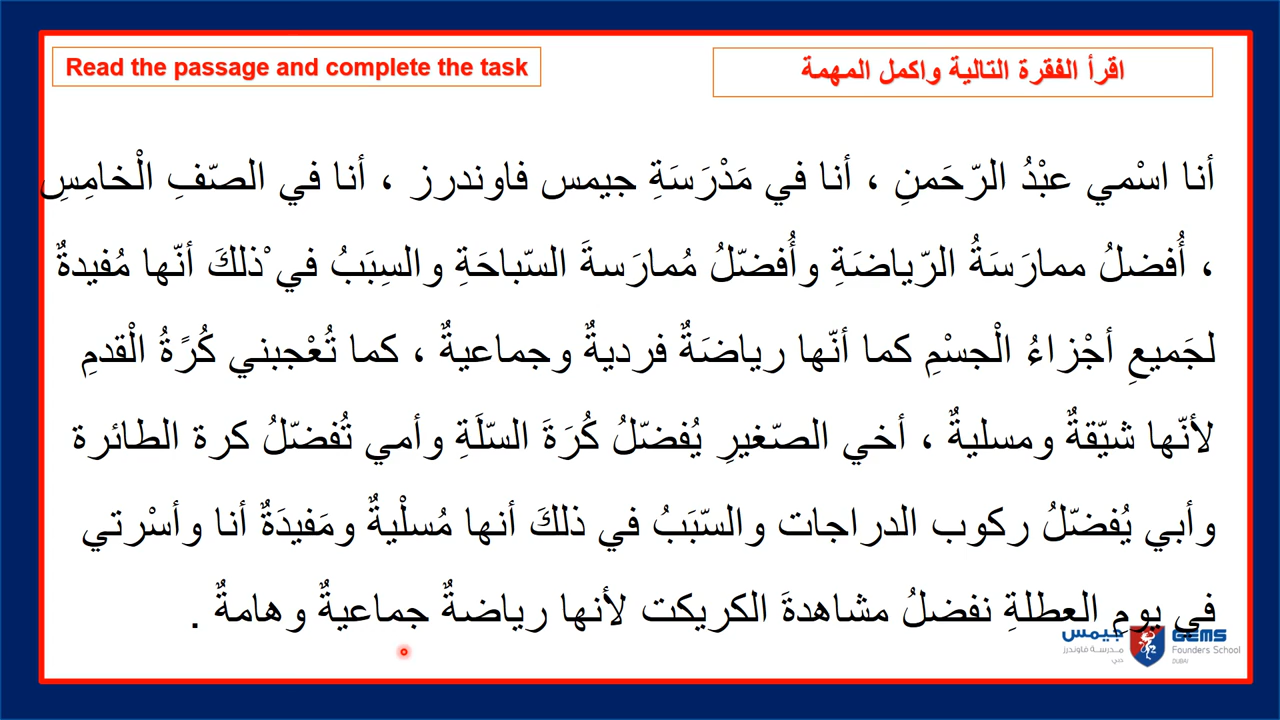 Read the passage and complete the task
اقرأ الفقرة التالية واكمل المهمة
أنا اسْمي عبْدُ الرّحَمنِ ، أنا في مَدْرَسَةِ جيمس فاوندرز ، أنا في الصّفِ الْخامِسِ
، أُفضلُ ممارَسَةُ الرّياضَةِ وأُفضّلُ مُمارَسةَ السّباحَةِ والسِبَبُ في ْذلكَ أنّها مُفيدةٌ
لجَميعِ أجْزاءُ الْجسْمِ كما أنّها رياضَةٌ فرديةٌ وجماعيةٌ ، كما تُعْجبني كُرًةُ الْقدمِ
لأنّها شيّقةٌ ومسليةٌ ، أخي الصّغيرِ يُفضّلُ كُرَةَ السّلَةِ وأمي تُفضّلُ كرة الطائرة
وأبي يُفضّلُ ركوب الدراجات والسّبَبُ في ذلكَ أنها مُسلْيةٌ ومَفيدَةٌ أنا وأسْرتي
في يومِ العطلةِ نفضلُ مشاهدةَ الكريكت لأنها رياضةٌ جماعيةٌ وهامةٌ .
جيمس
مدرسة فاوندرز
دبي
GEMS
Founders School
DUBAI